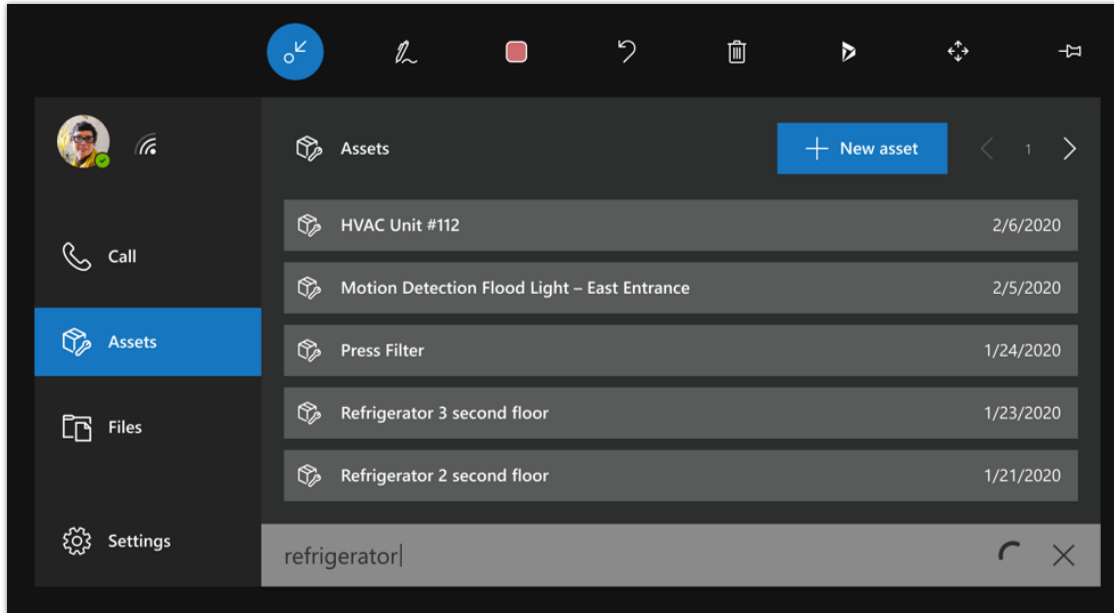 Assets
New asset
1
HVAC Unit #112
2/6/2020
Call
Motion Detection Flood Light – East Entrance
2/5/2020
Assets
Press Filter
1/24/2020
Refrigerator 3 second floor
1/23/2020
Files
Refrigerator 2 second floor
1/21/2020
Settings
refrigerator